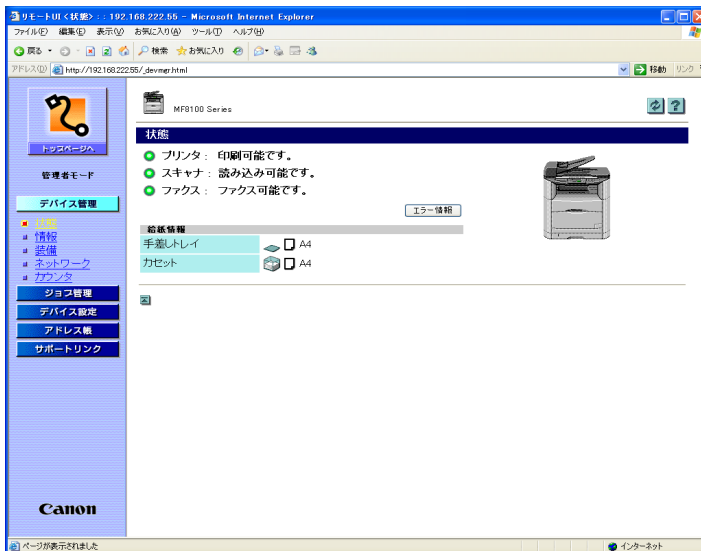 リモートUI <状態> : : 192.168.222.55 - Microsoft Internet Explorer
ファイル(F) 編集(E) 表示(V) お気に入り(A) ツール(T) ヘルプ(H)
戻る 検索 お気に入り
アドレス(D) http://192.168.222.55/_devmgr.html 移動 リンク
MF8100 Series
トップページへ
管理者モード
デバイス管理
状態
情報
装備
ネットワーク
カウンタ
ジョブ管理
デバイス設定
アドレス帳
サポートリンク
Canon
状態
プリンタ : 印刷可能です。
スキャナ : 読み込み可能です。
ファクス : ファクス可能です。
エラー情報
給紙情報
手差しトレイ A4
カセット A4
ページが表示されました インターネット